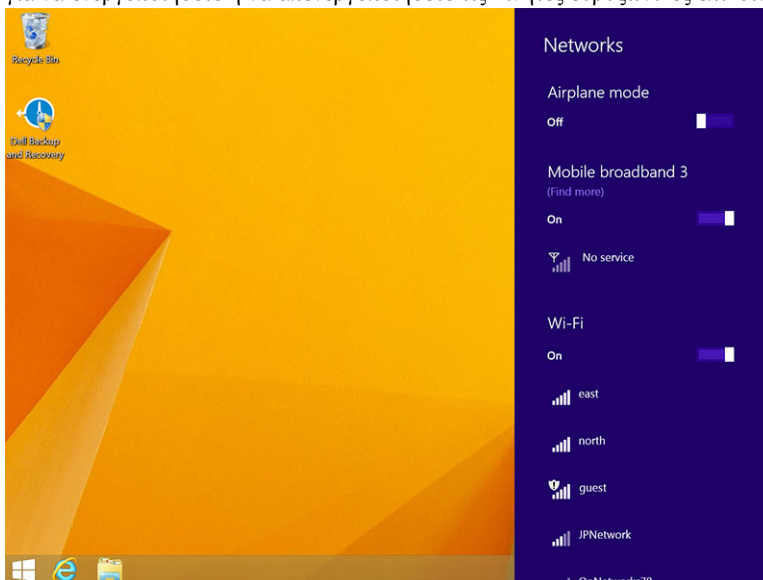 Recycle Bin
Dell Backup
and Recovery
Networks
Airplane mode
Off
Mobile broadband 3
(Find more)
On
No service
Wi-Fi
On
east
north
guest
JPNetwork